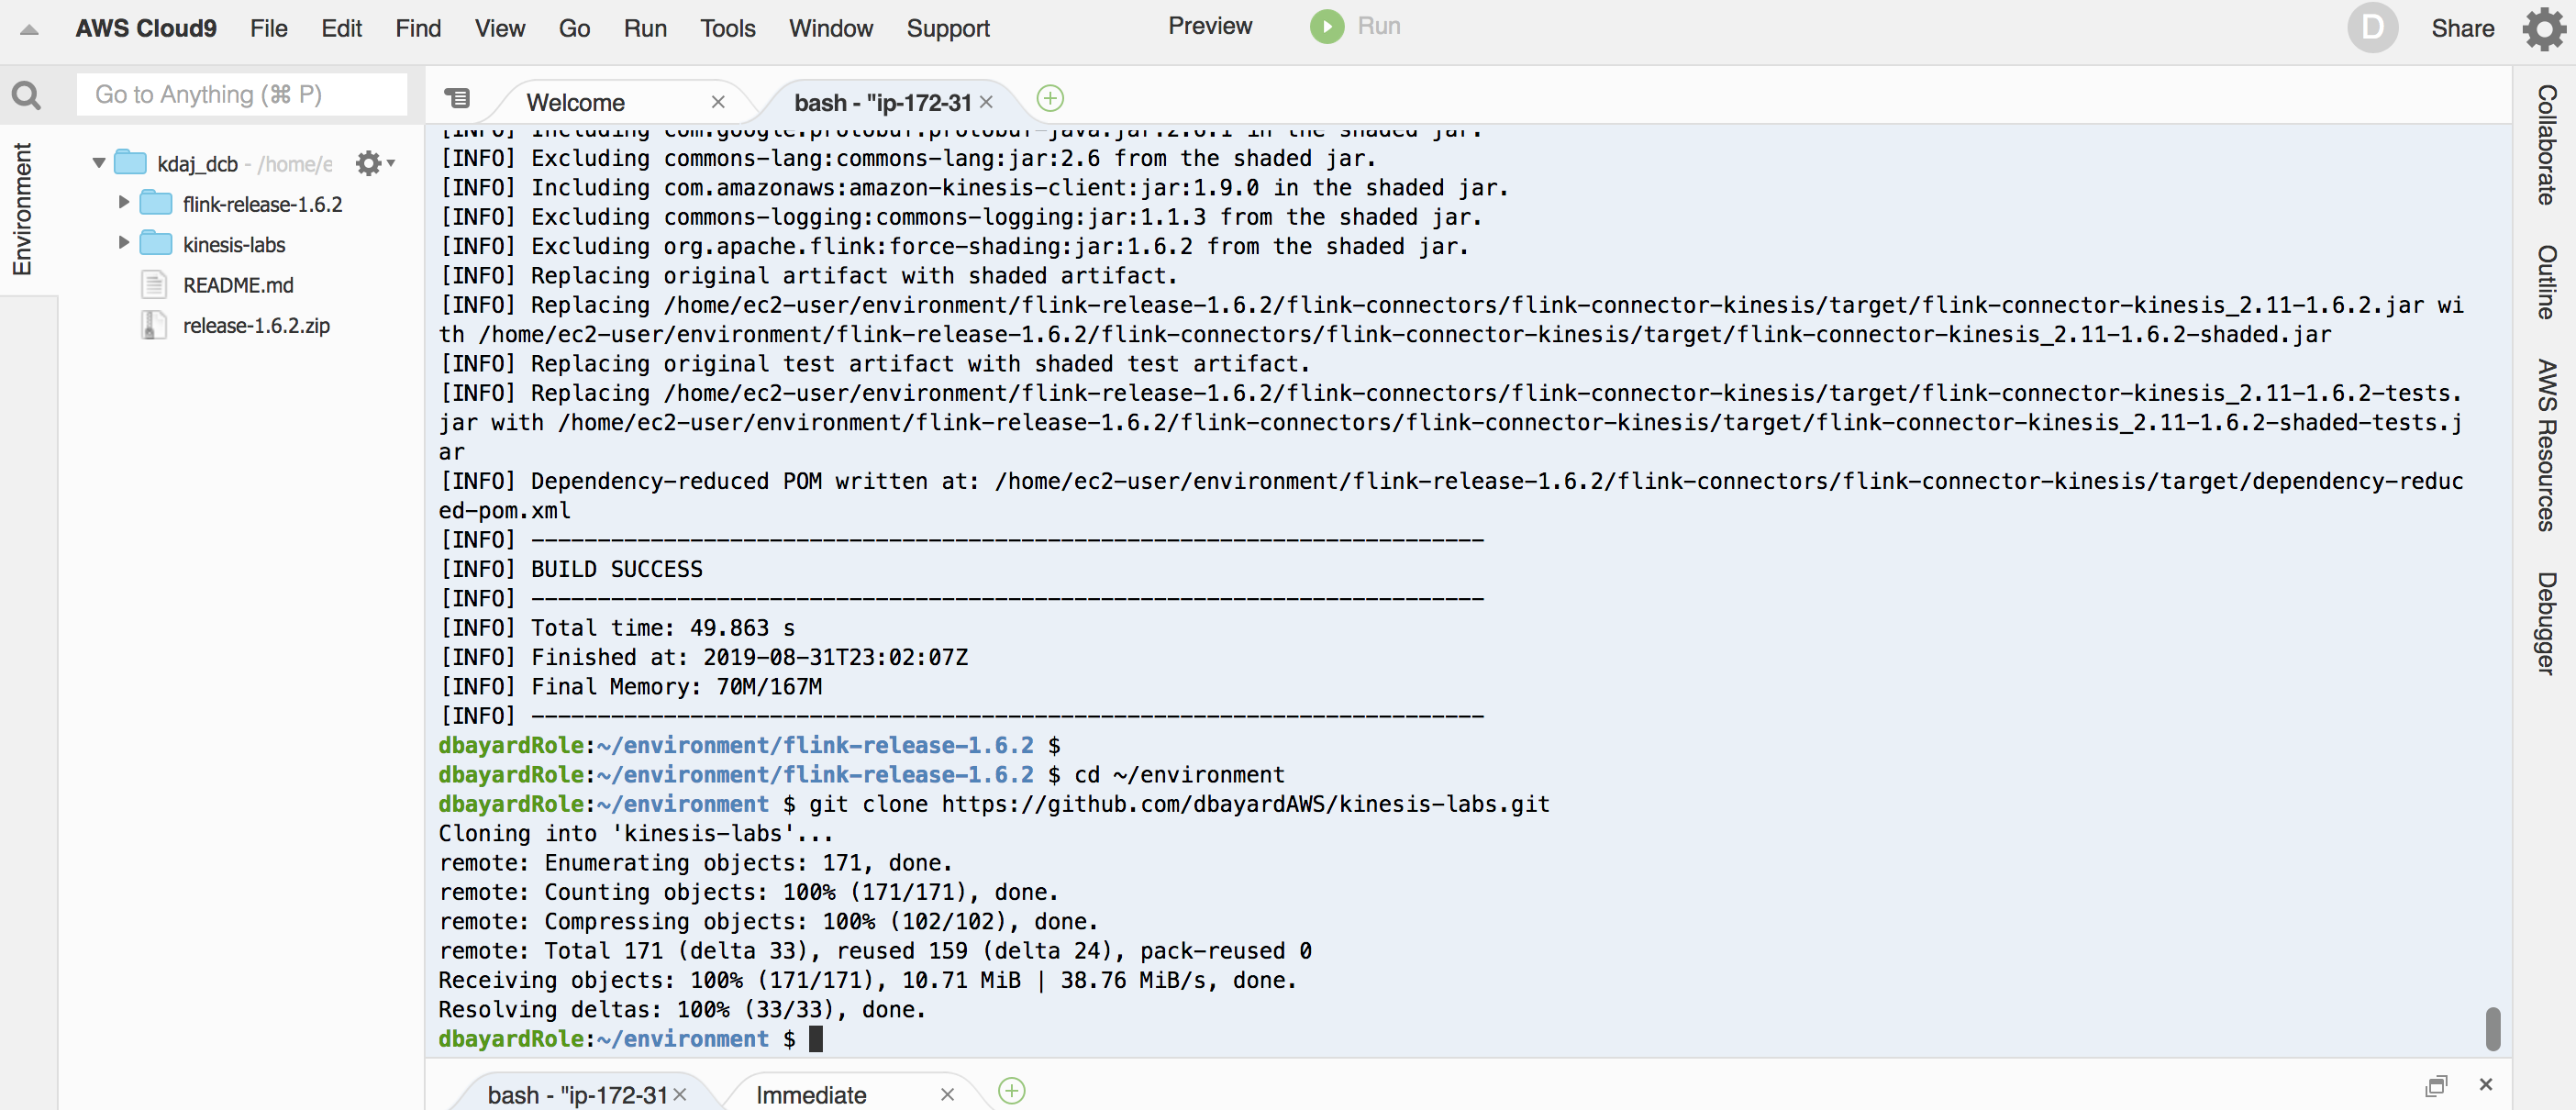 AWS Cloud9 File Edit Find View Go Run Tools Window Support Preview Run D Share
Go to Anything (⌘ P)
Welcome
bash - "ip-172-31
Environment
kdaj_dcb - /home/e
flink-release-1.6.2
kinesis-labs
README.md
release-1.6.2.zip
[INFO] Including com.google.protobuf:protobuf-java:jar:2.6.1 in the shaded jar.
[INFO] Excluding commons-lang:commons-lang:jar:2.6 from the shaded jar.
[INFO] Including com.amazonaws:amazon-kinesis-client:jar:1.9.0 in the shaded jar.
[INFO] Excluding commons-logging:commons-logging:jar:1.1.3 from the shaded jar.
[INFO] Excluding org.apache.flink:force-shading:jar:1.6.2 from the shaded jar.
[INFO] Replacing original artifact with shaded artifact.
[INFO] Replacing /home/ec2-user/environment/flink-release-1.6.2/flink-connectors/flink-connector-kinesis/target/flink-connector-kinesis_2.11-1.6.2.jar wi
th /home/ec2-user/environment/flink-release-1.6.2/flink-connectors/flink-connector-kinesis/target/flink-connector-kinesis_2.11-1.6.2-shaded.jar
[INFO] Replacing original test artifact with shaded test artifact.
[INFO] Replacing /home/ec2-user/environment/flink-release-1.6.2/flink-connectors/flink-connector-kinesis/target/flink-connector-kinesis_2.11-1.6.2-tests.
jar with /home/ec2-user/environment/flink-release-1.6.2/flink-connectors/flink-connector-kinesis/target/flink-connector-kinesis_2.11-1.6.2-shaded-tests.j
ar
[INFO] Dependency-reduced POM written at: /home/ec2-user/environment/flink-release-1.6.2/flink-connectors/flink-connector-kinesis/target/dependency-reduc
ed-pom.xml
[INFO] ------------------------------------------------------------------------
[INFO] BUILD SUCCESS
[INFO] ------------------------------------------------------------------------
[INFO] Total time: 49.863 s
[INFO] Finished at: 2019-08-31T23:02:07Z
[INFO] Final Memory: 70M/167M
[INFO] ------------------------------------------------------------------------
dbayardRole:~/environment/flink-release-1.6.2 $
dbayardRole:~/environment/flink-release-1.6.2 $ cd ~/environment
dbayardRole:~/environment $ git clone https://github.com/dbayardAWS/kinesis-labs.git
Cloning into 'kinesis-labs'...
remote: Enumerating objects: 171, done.
remote: Counting objects: 100% (171/171), done.
remote: Compressing objects: 100% (102/102), done.
remote: Total 171 (delta 33), reused 159 (delta 24), pack-reused 0
Receiving objects: 100% (171/171), 10.71 MiB | 38.76 MiB/s, done.
Resolving deltas: 100% (33/33), done.
dbayardRole:~/environment $
bash - "ip-172-31
Immediate
Collaborate
Outline
AWS Resources
Debugger